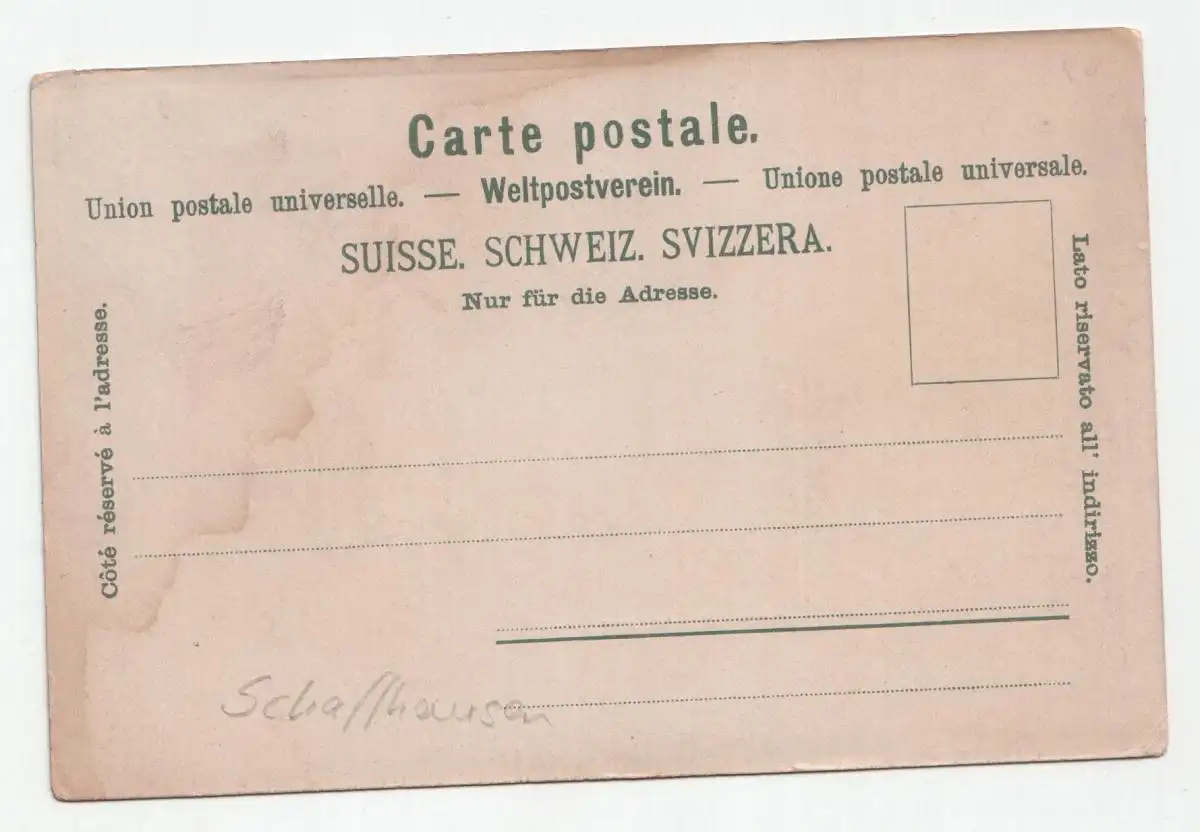 Carte postale.
Union postale universelle. — Weltpostverein. — Unione postale universale.
SUISSE. SCHWEIZ. SVIZZERA.
Nur für die Adresse.
Côté réservé à l'adresse.
Lato riservato all' indirizzo.
Schaffhausen